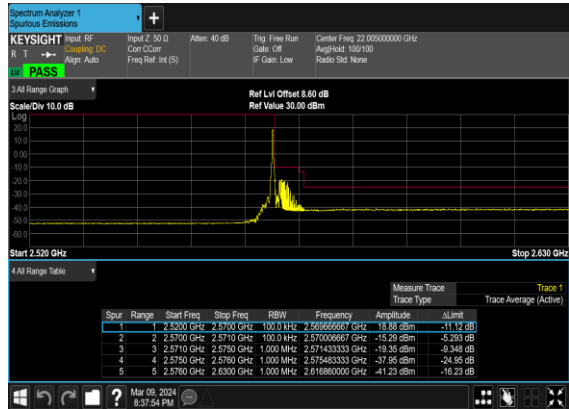 Spectrum Analyzer 1
Spurious Emissions
KEYSIGHT Input: RF Input Z: 50 Ω Atten: 40 dB Trig: Free Run Center Freq: 22.005000000 GHz
R T Coupling: DC Corr CCorr Gate: Off Avg|Hold: 100/100
Align: Auto Freq Ref: Int (S) IF Gain: Low Radio Std: None
PASS
3 All Range Graph Ref Lvl Offset 8.60 dB
Scale/Div 10.0 dB Ref Value 30.00 dBm
Log
20.0
10.0
0.00
-10.0
-20.0
-30.0
-40.0
-50.0
-60.0
Start 2.520 GHz Stop 2.630 GHz
4 All Range Table
Measure Trace Trace 1
Trace Type Trace Average (Active)
Spur Range Start Freq Stop Freq RBW Frequency Amplitude ΔLimit
1 1 2.5200 GHz 2.5700 GHz 100.0 kHz 2.569666667 GHz 18.88 dBm -11.12 dB
2 2 2.5700 GHz 2.5710 GHz 100.0 kHz 2.570006667 GHz -15.29 dBm -5.293 dB
3 3 2.5710 GHz 2.5750 GHz 1.000 MHz 2.571433333 GHz -19.35 dBm -9.348 dB
4 4 2.5750 GHz 2.5760 GHz 1.000 MHz 2.575483333 GHz -37.95 dBm -24.95 dB
5 5 2.5760 GHz 2.6300 GHz 1.000 MHz 2.616860000 GHz -41.23 dBm -16.23 dB
Mar 09, 2024
8:37:54 PM